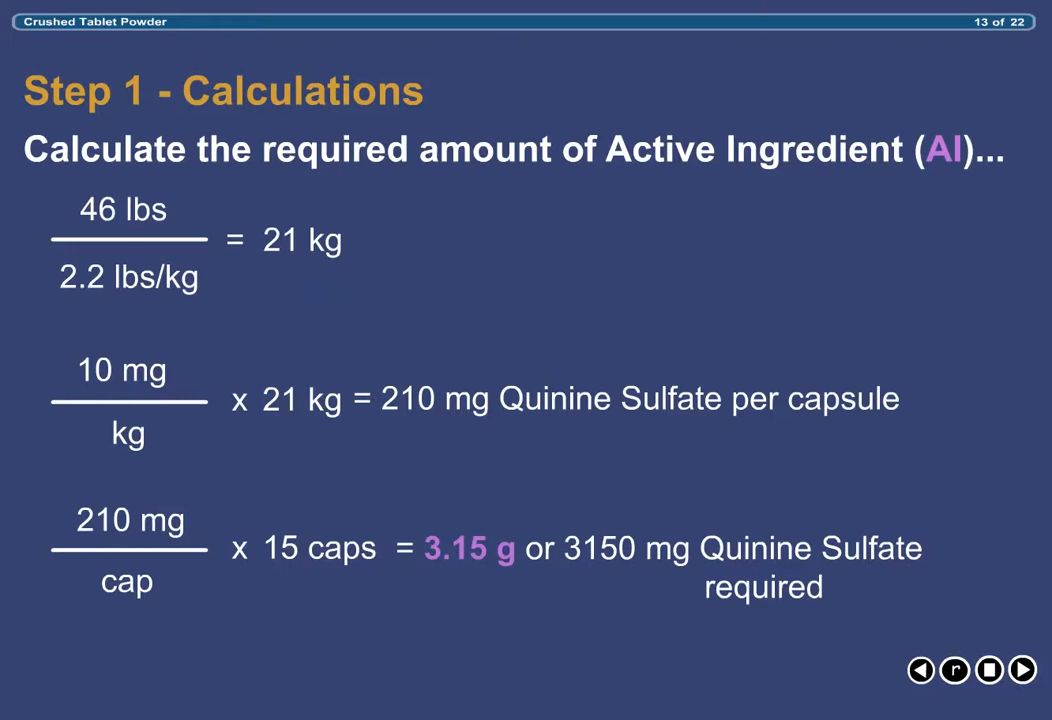 Crushed Tablet Powder
13 of 22
Step 1 - Calculations
Calculate the required amount of Active Ingredient (AI)...
46 lbs
= 21 kg
2.2 lbs/kg
10 mg
x 21 kg = 210 mg Quinine Sulfate per capsule
kg
210 mg
x 15 caps = 3.15 g or 3150 mg Quinine Sulfate
required
cap
r